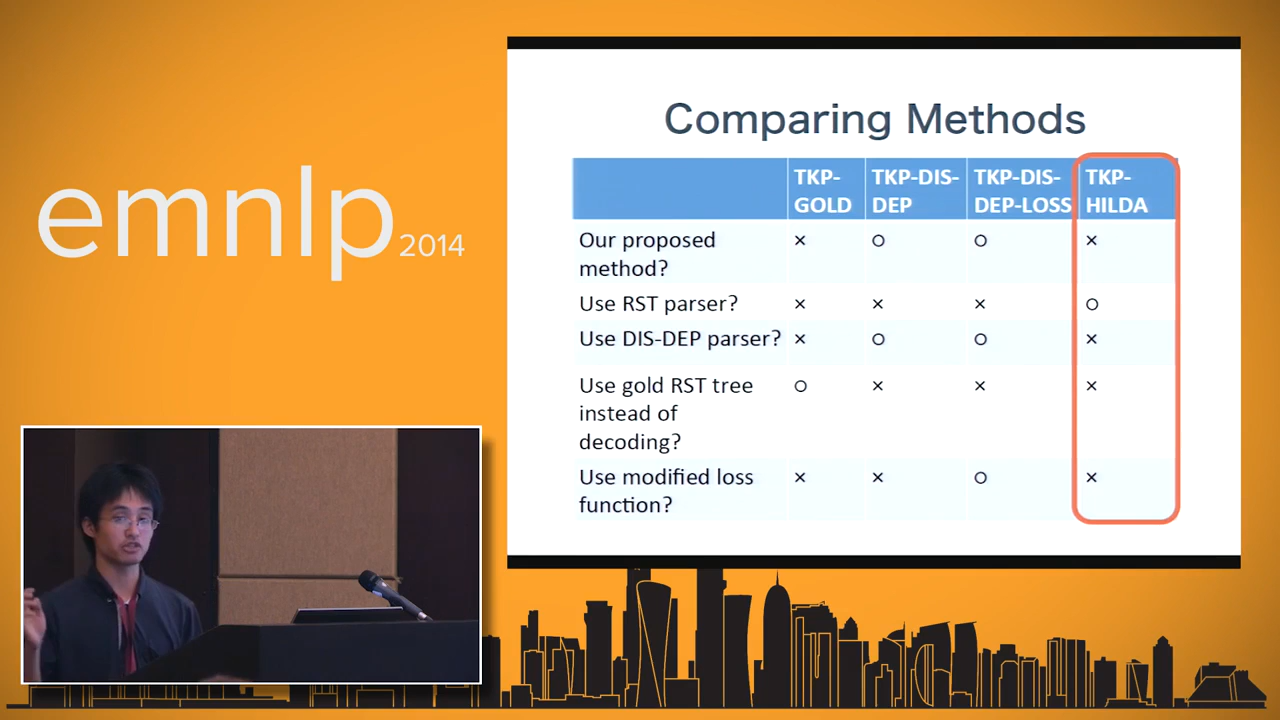 emnlp 2014
Comparing Methods
TKP- TKP-DIS- TKP-DIS- TKP-
GOLD DEP DEP-LOSS HILDA
Our proposed × ○ ○ ×
method?
Use RST parser? × × × ○
Use DIS-DEP parser? × ○ ○ ×
Use gold RST tree ○ × × ×
instead of
decoding?
Use modified loss × × ○ ×
function?